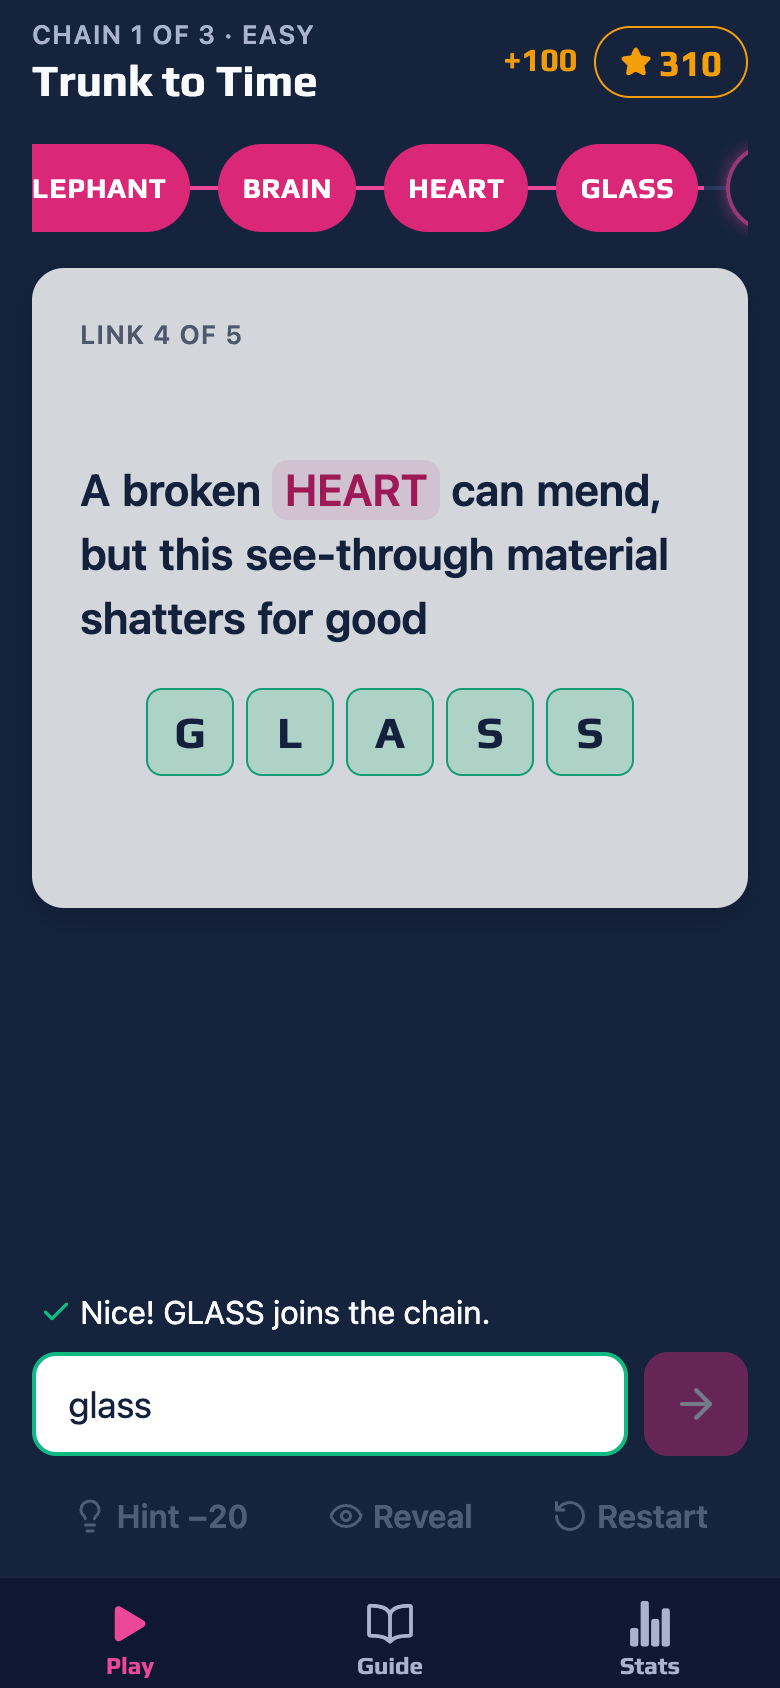 CHAIN 1 OF 3 · EASY
Trunk to Time
+100
310
LEPHANT
BRAIN
HEART
GLASS
LINK 4 OF 5
A broken HEART can mend,
but this see-through material
shatters for good
G L A S S
Nice! GLASS joins the chain.
glass
Hint –20
Reveal
Restart
Play
Guide
Stats